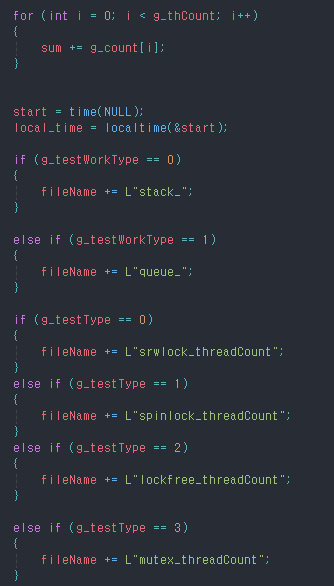 for (int i = 0; i < g_thCount; i++)
{
sum += g_count[i];
}
start = time(NULL);
local_time = localtime(&start);
if (g_testWorkType == 0)
{
fileName += L"stack_";
}
else if (g_testWorkType == 1)
{
fileName += L"queue_";
}
if (g_testType == 0)
{
fileName += L"srwlock_threadCount";
}
else if (g_testType == 1)
{
fileName += L"spinlock_threadCount";
}
else if (g_testType == 2)
{
fileName += L"lockfree_threadCount";
}
else if (g_testType == 3)
{
fileName += L"mutex_threadCount";
}